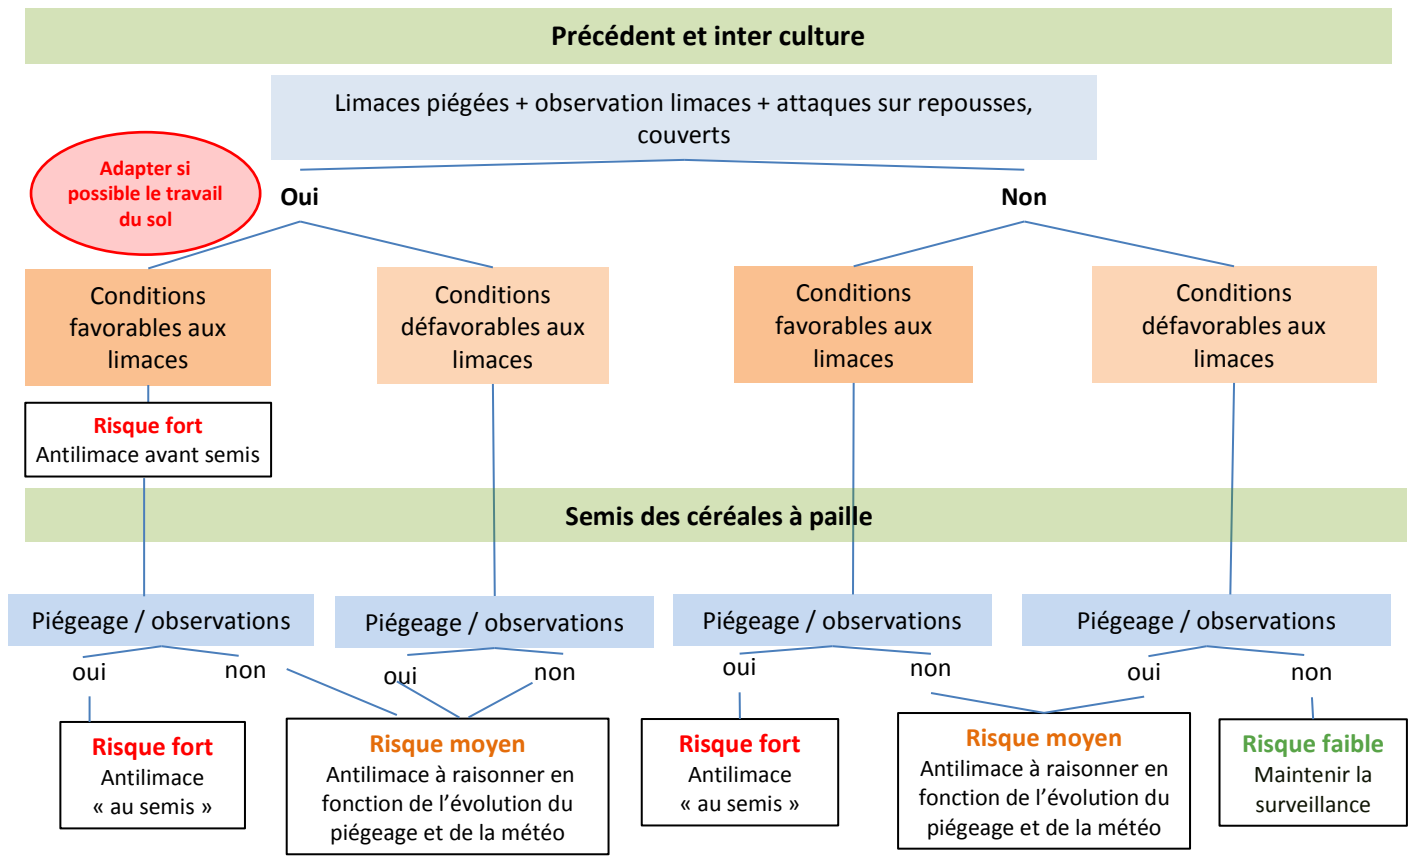 Précédent et inter culture
Limaces piégées + observation limaces + attaques sur repousses,
couverts
Adapter si
possible le travail
du sol
Oui
Non
Conditions
favorables aux
limaces
Conditions
défavorables aux
limaces
Conditions
favorables aux
limaces
Conditions
défavorables aux
limaces
Risque fort
Antilimace avant semis
Semis des céréales à paille
Piégeage / observations
Piégeage / observations
Piégeage / observations
Piégeage / observations
oui
non
oui
non
oui
non
oui
non
Risque fort
Antilimace
« au semis »
Risque moyen
Antilimace à raisonner en
fonction de l’évolution du
piégeage et de la météo
Risque fort
Antilimace
« au semis »
Risque moyen
Antilimace à raisonner en
fonction de l’évolution du
piégeage et de la météo
Risque faible
Maintenir la
surveillance